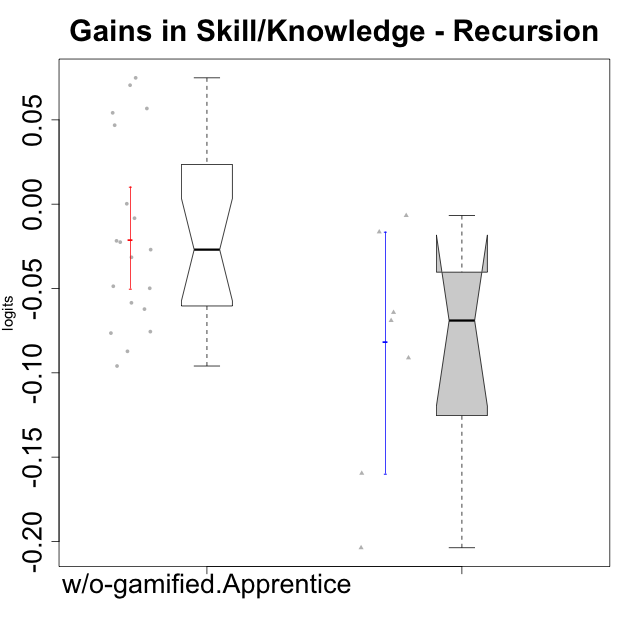 Gains in Skill/Knowledge - Recursion
logits
0.05
0.00
-0.05
-0.10
-0.15
-0.20
w/o-gamified.Apprentice